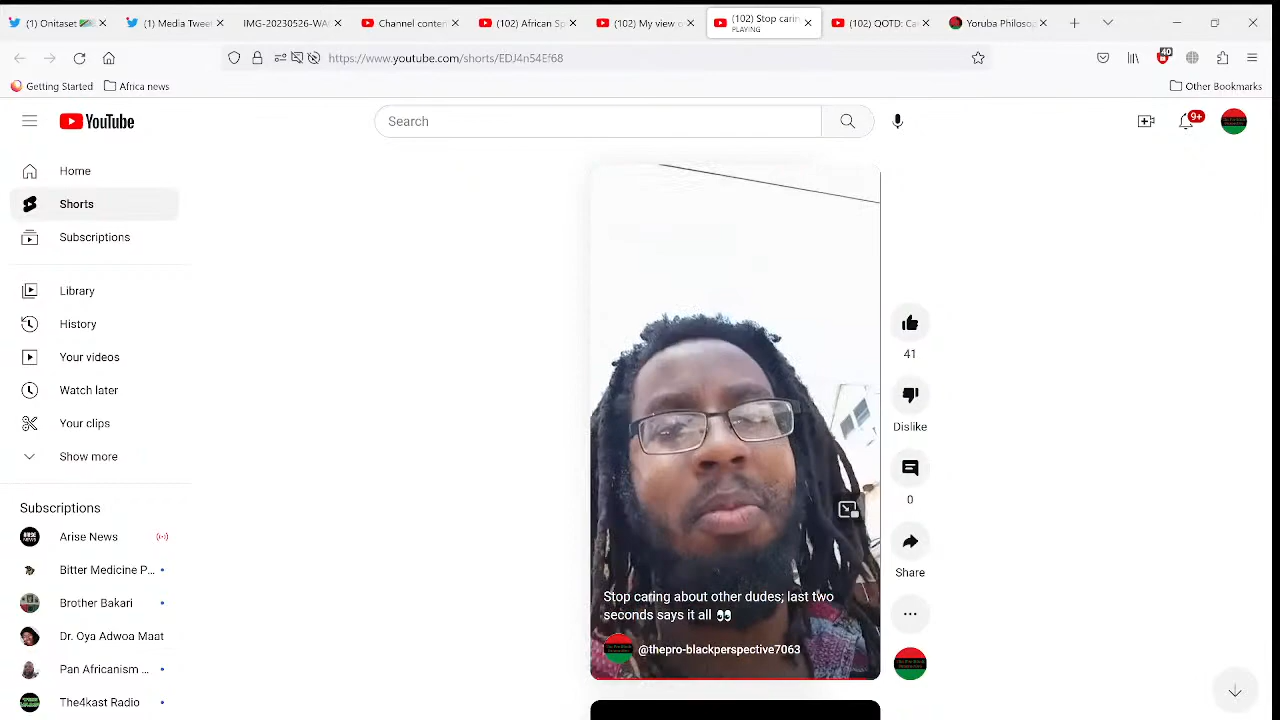 (1) Onitaset
(1) Media Tweet
IMG-20230526-WA
Channel conten
(102) African Sp
(102) My view o
(102) Stop carin
PLAYING
(102) QOTD: Ca
Yoruba Philoso
https://www.youtube.com/shorts/EDJ4n54Ef68
40
Getting Started
Africa news
Other Bookmarks
YouTube
Search
9+
Home
Shorts
Subscriptions
Library
History
Your videos
Watch later
Your clips
Show more
Subscriptions
Arise News
Bitter Medicine P...
Brother Bakari
Dr. Oya Adwoa Maat
Pan Africanism ...
The4kast Radio
41
Dislike
0
Share
Stop caring about other dudes; last two
seconds says it all 👀
@thepro-blackperspective7063